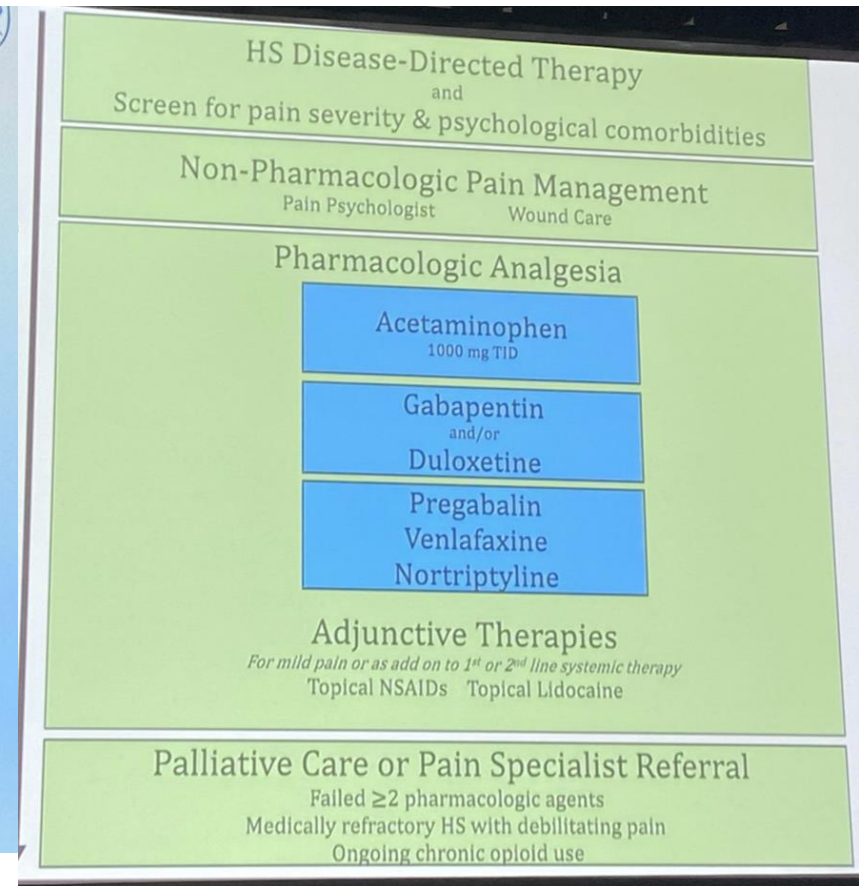 HS Disease-Directed Therapy
and
Screen for pain severity & psychological comorbidities
Non-Pharmacologic Pain Management
Pain Psychologist Wound Care
Pharmacologic Analgesia
Acetaminophen
1000 mg TID
Gabapentin
and/or
Duloxetine
Pregabalin
Venlafaxine
Nortriptyline
Adjunctive Therapies
For mild pain or as add on to 1st or 2nd line systemic therapy
Topical NSAIDs Topical Lidocaine
Palliative Care or Pain Specialist Referral
Failed ≥2 pharmacologic agents
Medically refractory HS with debilitating pain
Ongoing chronic opioid use